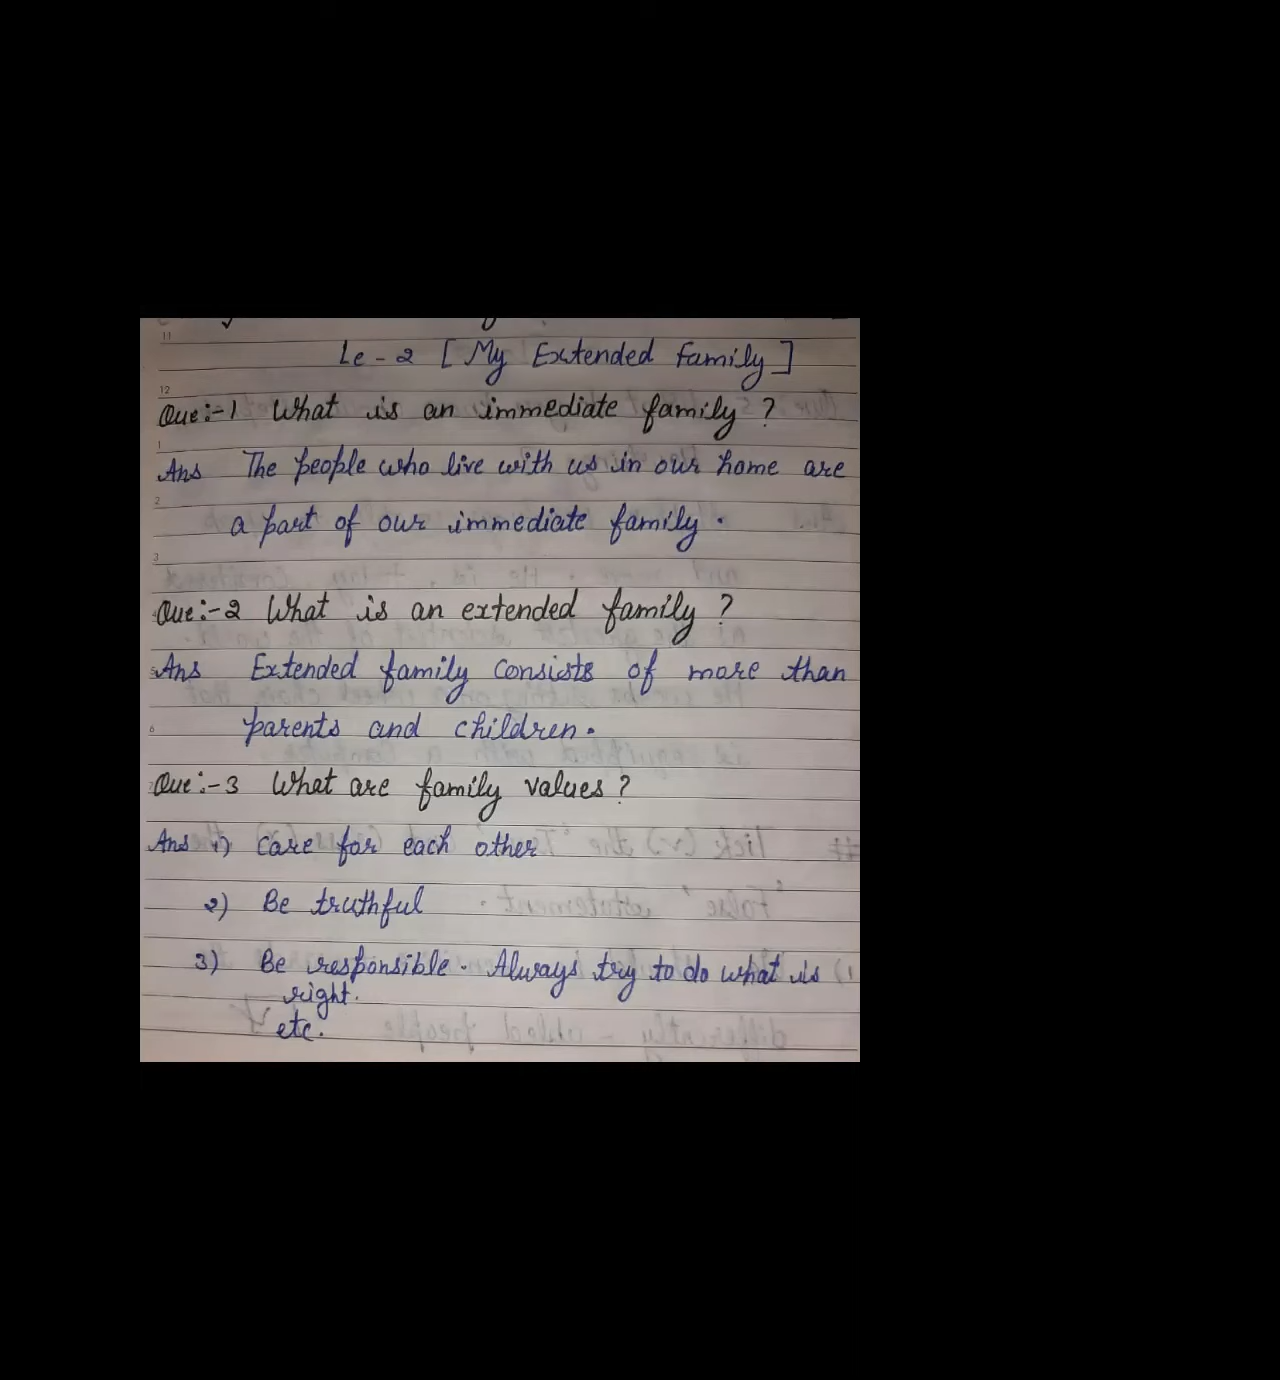 Le - 2 [ My Extended Family ]
Que:-1 What is an immediate family ?
Ans The people who live with us in our home are
a part of our immediate family .
Que:-2 What is an extended family ?
Ans Extended family consists of more than
parents and children.
Que:-3 What are family values ?
Ans 1) Care for each other
2) Be truthful
3) Be responsible. Always try to do what is
right.
etc.